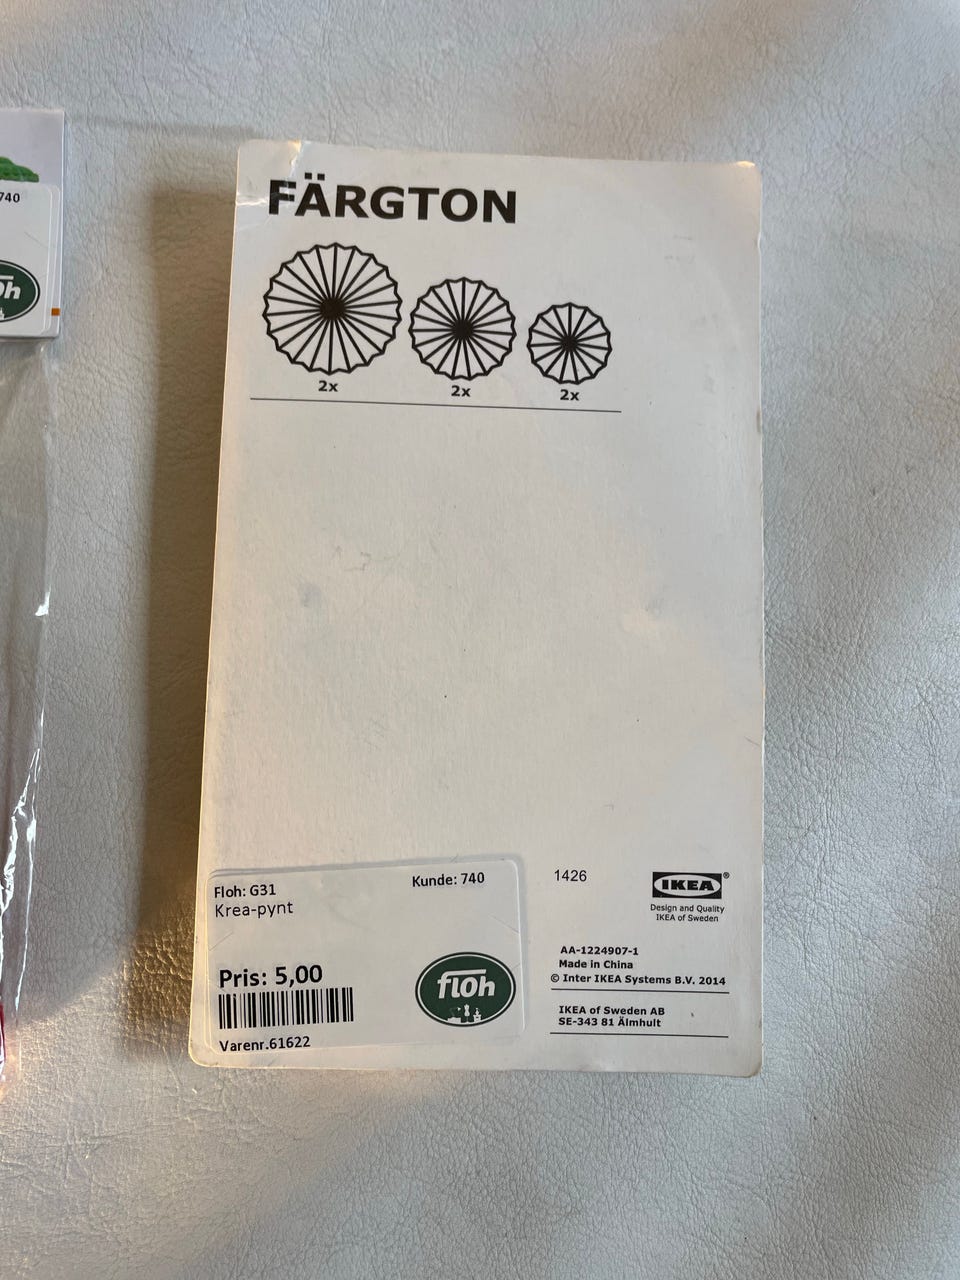 740
FÄRGTON
2x
2x
2x
Floh: G31
Kunde: 740
Krea-pynt
Pris: 5,00
floh
Varenr.61622
1426
IKEA®
Design and Quality
IKEA of Sweden
AA-1224907-1
Made in China
© Inter IKEA Systems B.V. 2014
IKEA of Sweden AB
SE-343 81 Älmhult